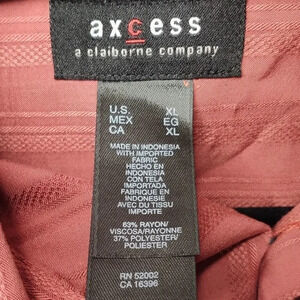 axcess
a claiborne company
U.S. XL
MEX EG
CA XL
MADE IN INDONESIA
WITH IMPORTED
FABRIC
HECHO EN
INDONESIA
CON TELA
IMPORTADA
FABRIQUE EN
INDONESIE
AVEC DU TISSU
IMPORTE
63% RAYON/
VISCOSA/RAYONNE
37% POLYESTER/
POLIESTER
RN 52002
CA 16396